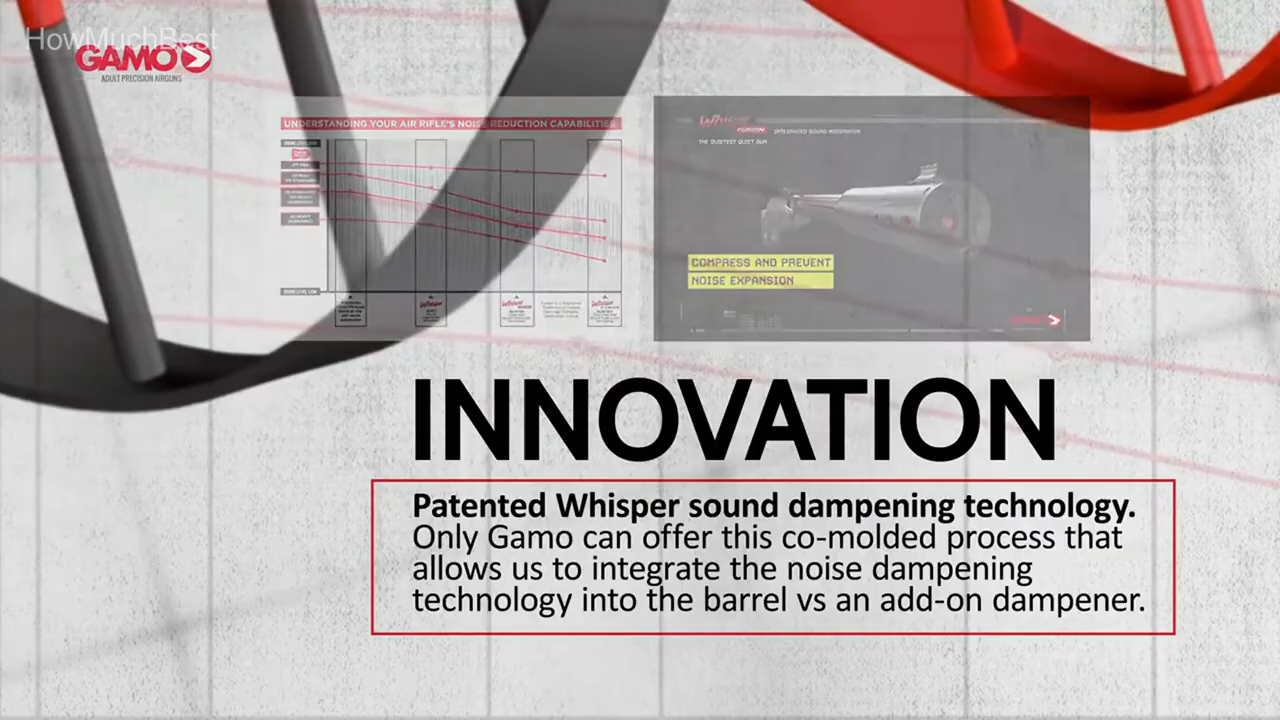 HowMuchBest
GAMO
ADULT PRECISION AIRGUNS
UNDERSTANDING YOUR AIR RIFLE'S NOISE REDUCTION CAPABILITIES
Whisper
FUSION INTEGRATED SOUND MODERATOR
THE QUIETEST QUIET GUN
COMPRESS AND PREVENT
NOISE EXPANSION
INNOVATION
Patented Whisper sound dampening technology.
Only Gamo can offer this co-molded process that
allows us to integrate the noise dampening
technology into the barrel vs an add-on dampener.